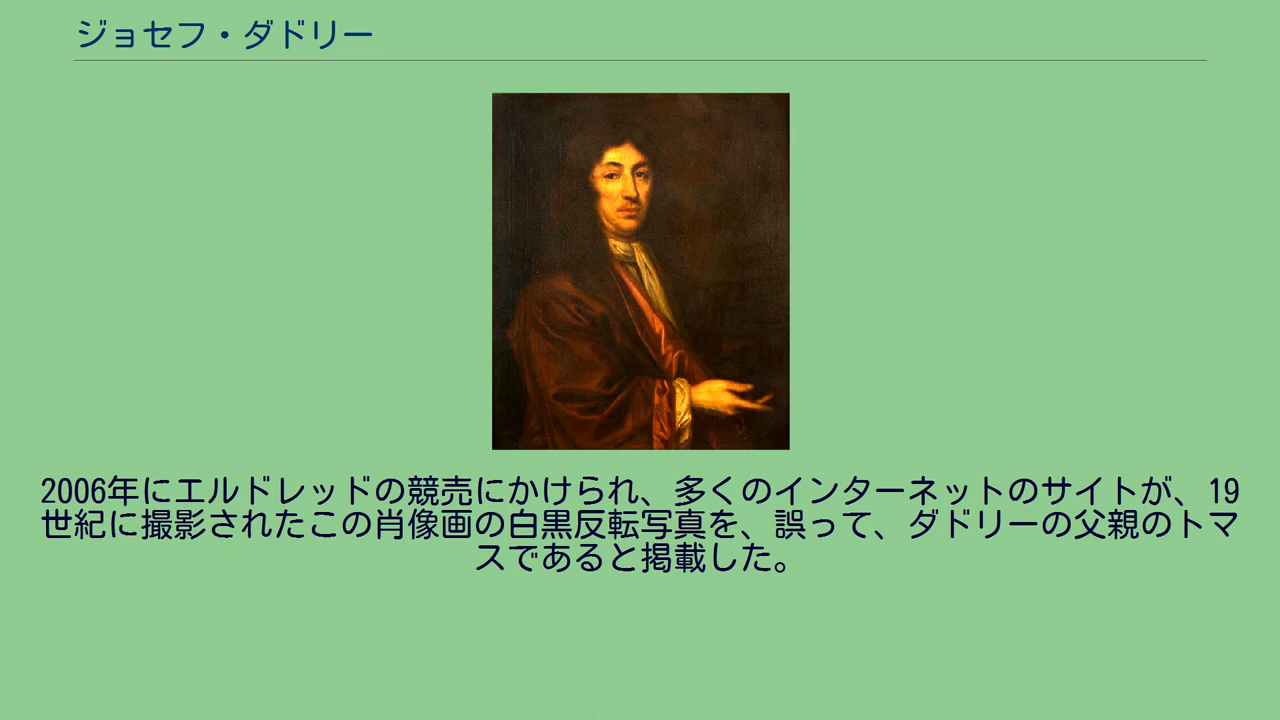 ジョセフ・ダドリー
2006年にエルドレッドの競売にかけられ、多くのインターネットのサイトが、19
世紀に撮影されたこの肖像画の白黒反転写真を、誤って、ダドリーの父親のトマ
スであると掲載した。